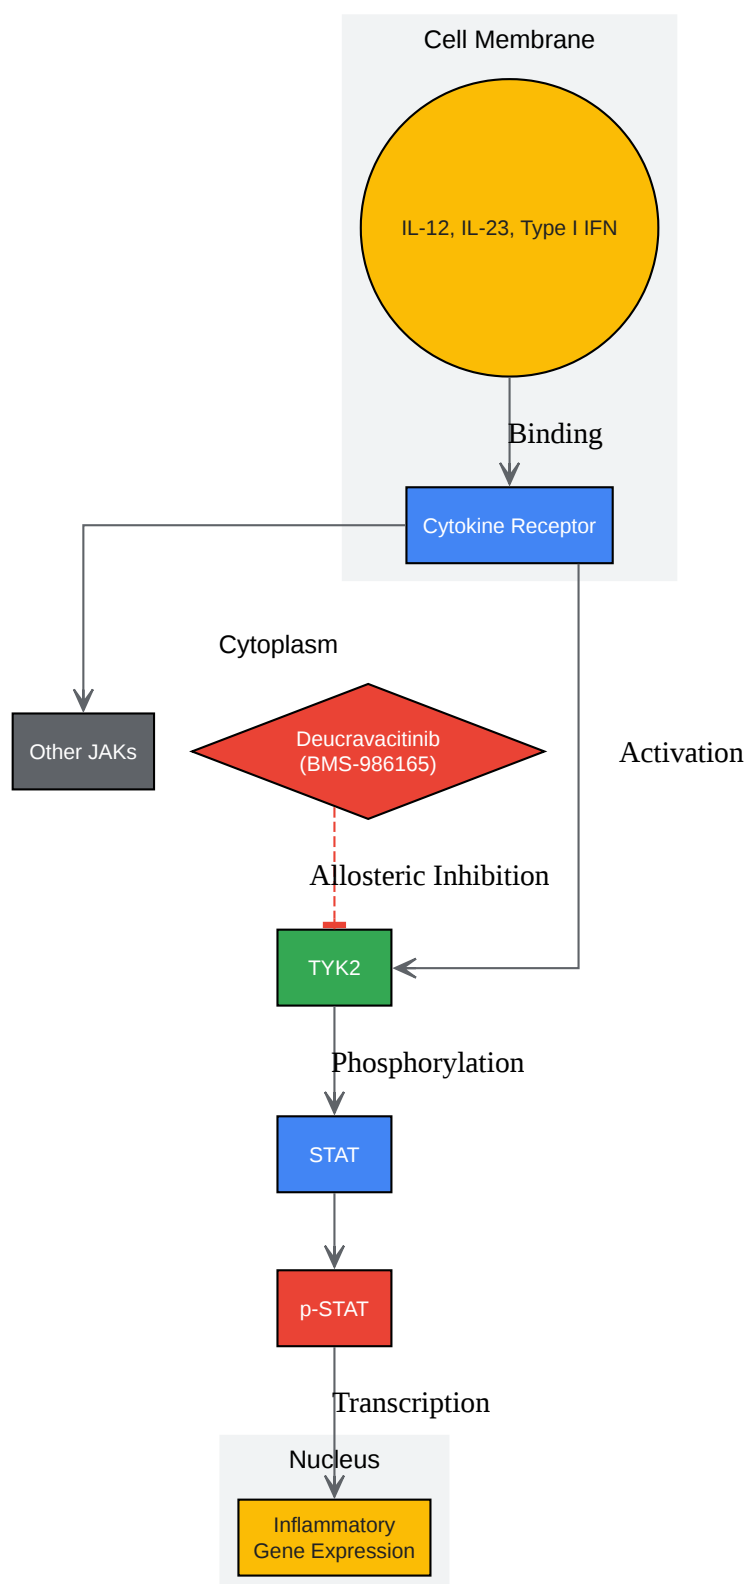 Cell Membrane
IL-12, IL-23, Type I IFN
Binding
Cytokine Receptor
Cytoplasm
Other JAKs
Deucravacitinib
(BMS-986165)
Activation
Allosteric Inhibition
TYK2
Phosphorylation
STAT
p-STAT
Transcription
Nucleus
Inflammatory
Gene Expression